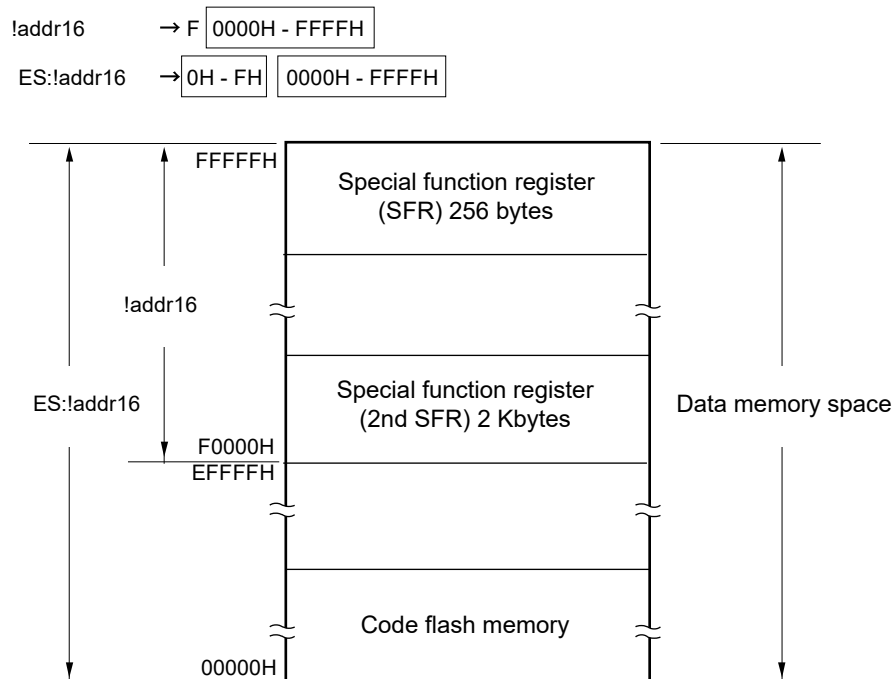 !addr16 → F 0000H - FFFFH
ES:!addr16 → 0H - FH 0000H - FFFFH
FFFFFH
Special function register
(SFR) 256 bytes
!addr16
Special function register
(2nd SFR) 2 Kbytes
ES:!addr16
Data memory space
F0000H
EFFFFH
Code flash memory
00000H